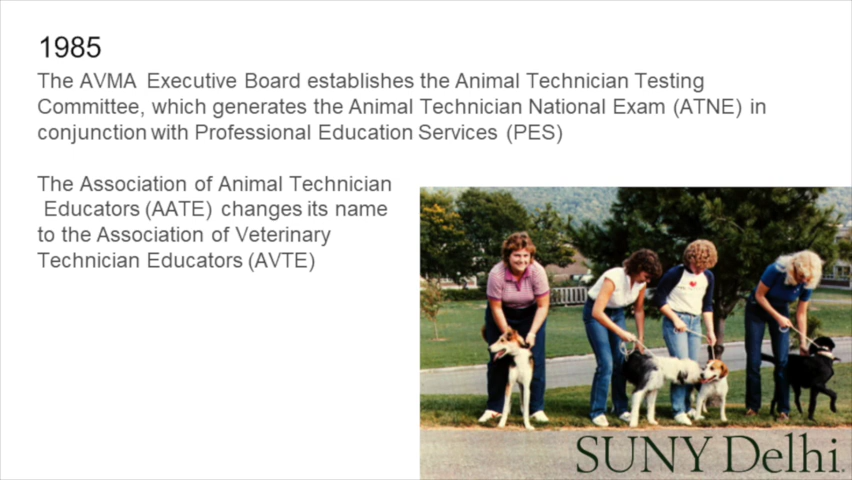 1985
The AVMA Executive Board establishes the Animal Technician Testing
Committee, which generates the Animal Technician National Exam (ATNE) in
conjunction with Professional Education Services (PES)
The Association of Animal Technician
Educators (AATE) changes its name
to the Association of Veterinary
Technician Educators (AVTE)
SUNY Delhi.